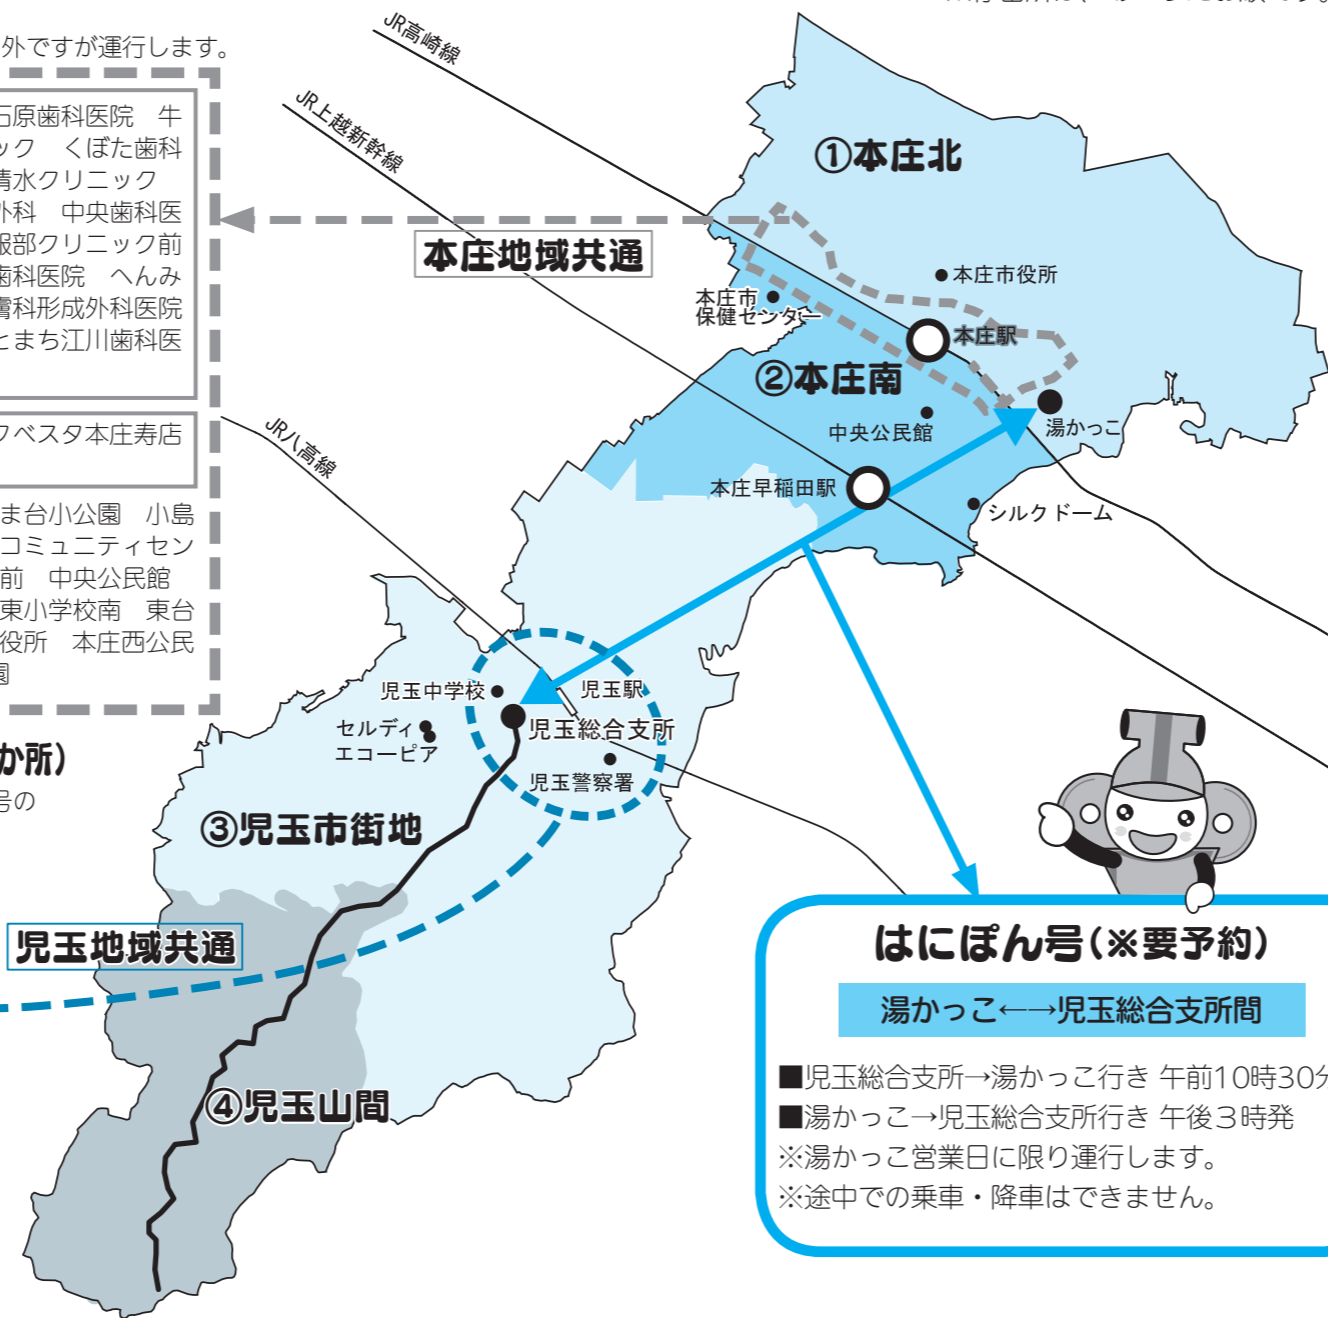 外ですが運行します。
石原歯科医院　牛
ック　くぼた歯科
清水クリニック
外科　中央歯科医
服部クリニック前
歯科医院　へんみ
膚科形成外科医院
とまち江川歯科医
クベスタ本庄寿店
ま台小公園　小島
コミュニティセン
前　中央公民館
東小学校南　東台
役所　本庄西公民
園
か所）
号の
JR高崎線
JR上越新幹線
JR八高線
①本庄北
本庄地域共通
本庄市役所
本庄市
保健センター
本庄駅
②本庄南
中央公民館
湯かっこ
本庄早稲田駅
シルクドーム
児玉中学校
児玉駅
セルディ
エコーピア
児玉総合支所
児玉警察署
③児玉市街地
児玉地域共通
④児玉山間
はにぽん号（※要予約）
湯かっこ←→児玉総合支所間
■児玉総合支所→湯かっこ行き 午前10時30分
■湯かっこ→児玉総合支所行き 午後３時発
※湯かっこ営業日に限り運行します。
※途中での乗車・降車はできません。